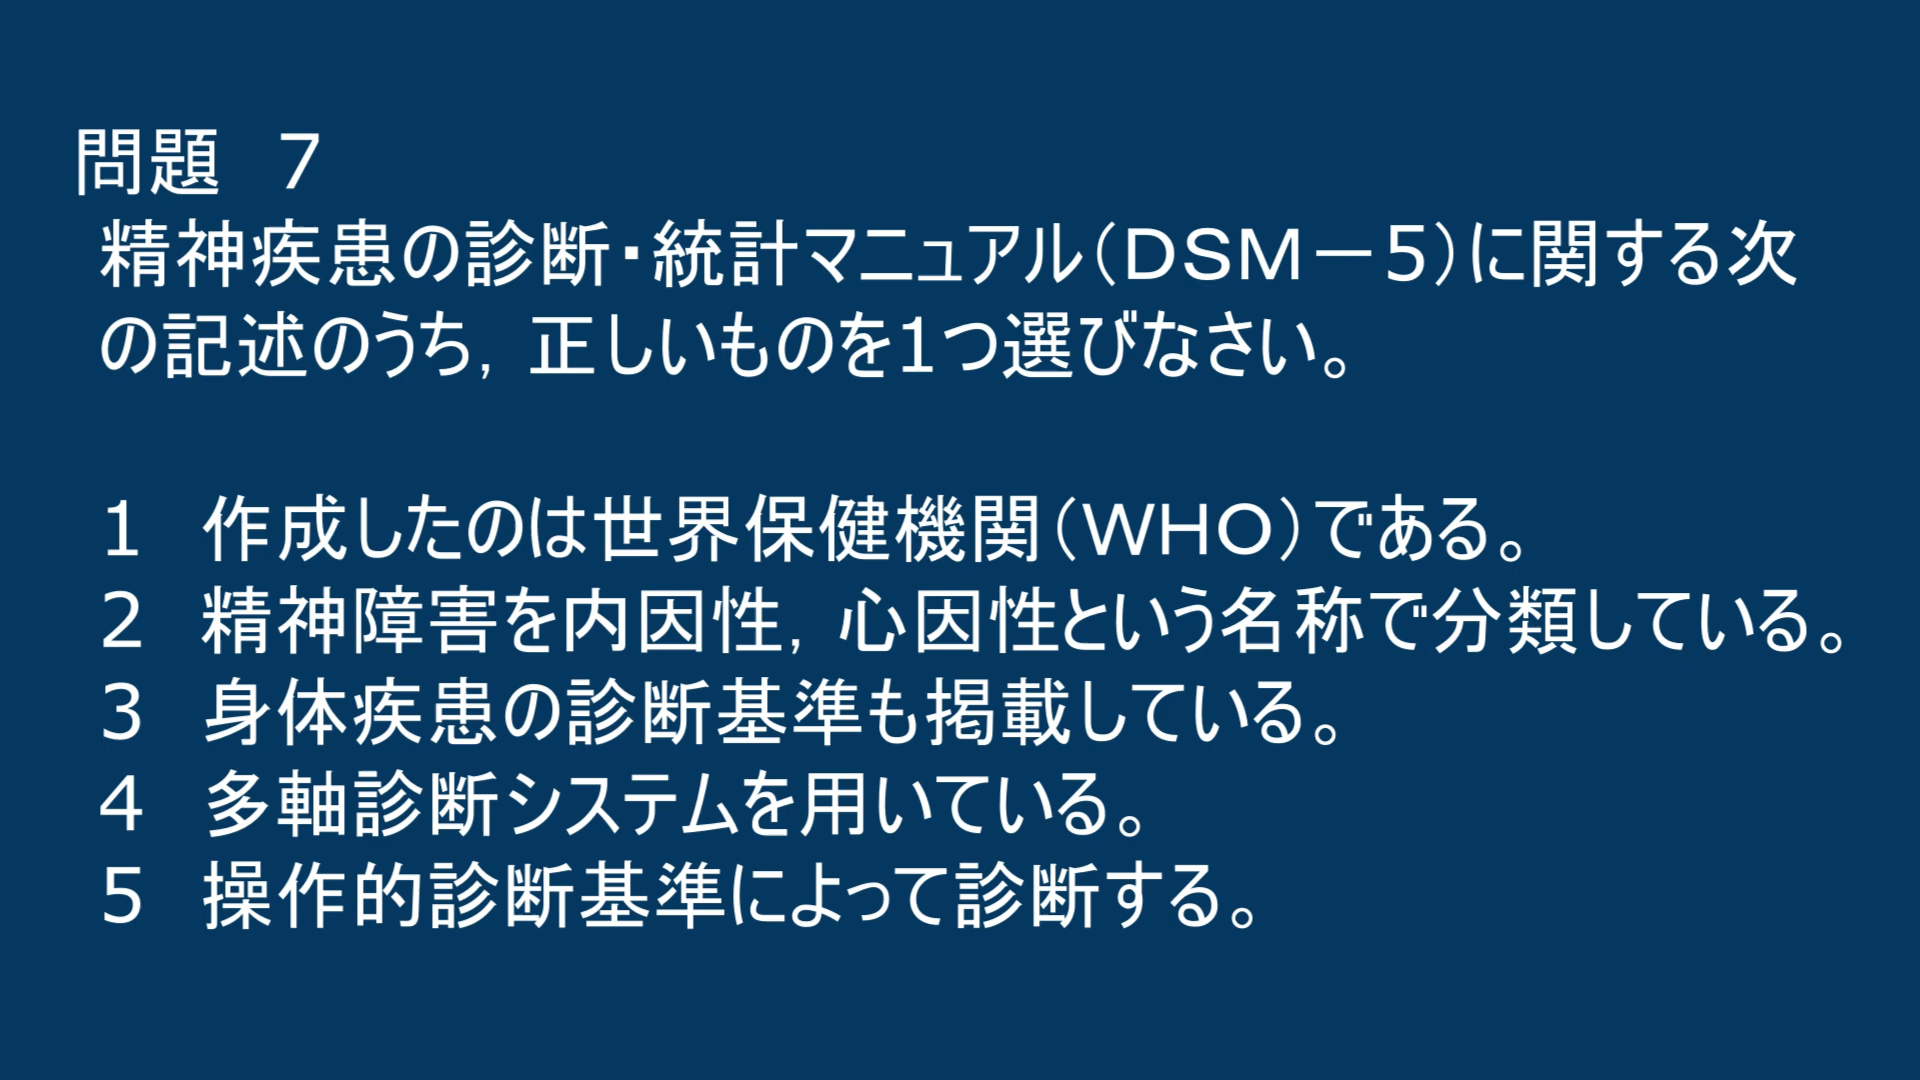 問題　７
精神疾患の診断・統計マニュアル（ＤＳＭ－５）に関する次
の記述のうち，正しいものを１つ選びなさい。
１　作成したのは世界保健機関（ＷＨＯ）である。
２　精神障害を内因性，心因性という名称で分類している。
３　身体疾患の診断基準も掲載している。
４　多軸診断システムを用いている。
５　操作的診断基準によって診断する。